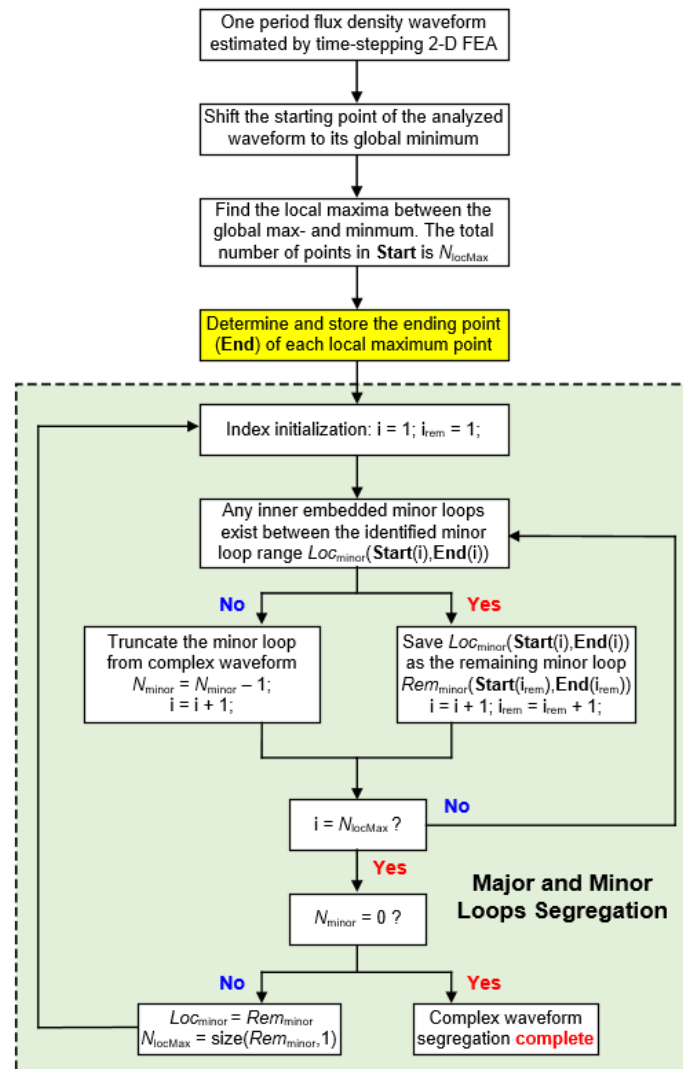 One period flux density waveform
estimated by time-stepping 2-D FEA
Shift the starting point of the analyzed
waveform to its global minimum
Find the local maxima between the
global max- and minmum. The total
number of points in Start is NlocMax
Determine and store the ending point
(End) of each local maximum point
Index initialization: i = 1; irem = 1;
Any inner embedded minor loops
exist between the identified minor
loop range Locminor(Start(i),End(i))
No
Yes
Truncate the minor loop
from complex waveform
Nminor = Nminor – 1;
i = i + 1;
Save Locminor(Start(i),End(i))
as the remaining minor loop
Remminor(Start(irem),End(irem))
i = i + 1; irem = irem + 1;
i = NlocMax ?
No
Yes
Major and Minor
Loops Segregation
Nminor = 0 ?
No
Yes
Locminor = Remminor
NlocMax = size(Remminor,1)
Complex waveform
segregation complete